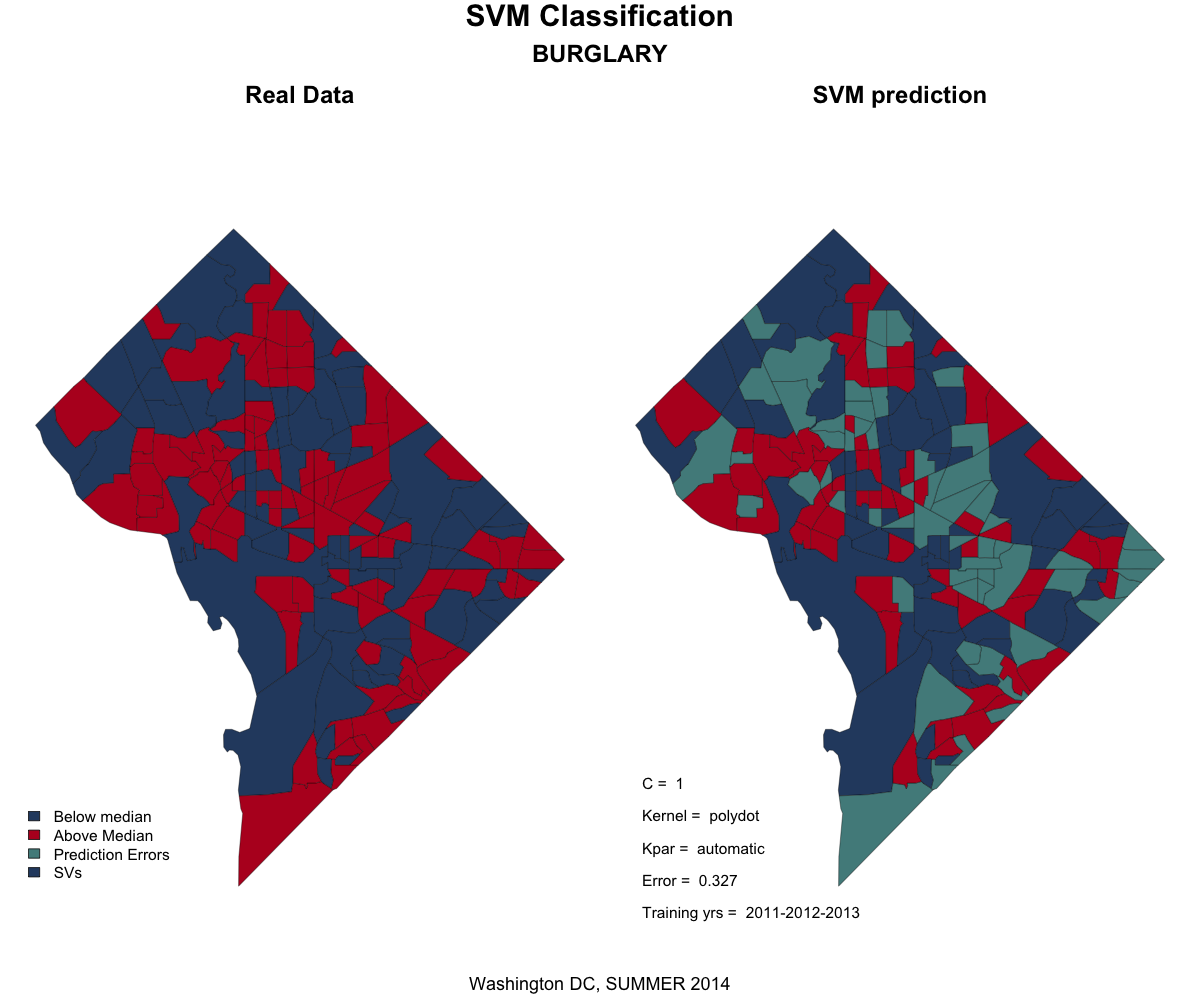 SVM Classification
BURGLARY
Real Data
SVM prediction
Below median
Above Median
Prediction Errors
SVs
C =  1
Kernel =  polydot
Kpar =  automatic
Error =  0.327
Training yrs =  2011-2012-2013
Washington DC, SUMMER 2014